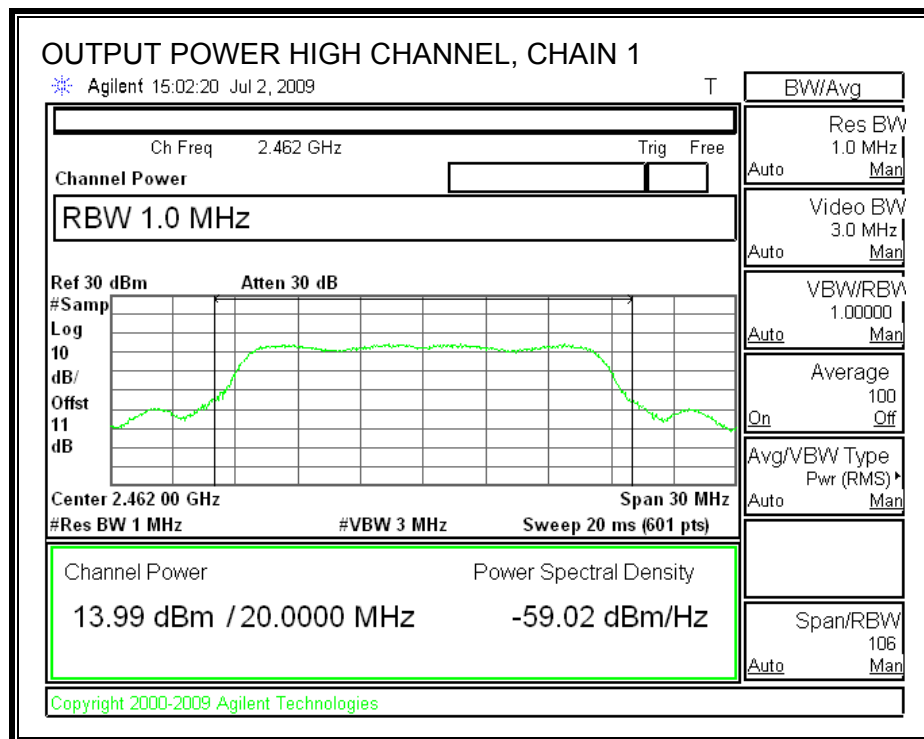 OUTPUT POWER HIGH CHANNEL, CHAIN 1
Agilent 15:02:20 Jul 2, 2009 T
BW/Avg
Ch Freq 2.462 GHz Trig Free
Channel Power
RBW 1.0 MHz
Ref 30 dBm Atten 30 dB
#Samp
Log
10
dB/
Offst
11
dB
Center 2.462 00 GHz Span 30 MHz
#Res BW 1 MHz #VBW 3 MHz Sweep 20 ms (601 pts)
Channel Power Power Spectral Density
13.99 dBm / 20.0000 MHz -59.02 dBm/Hz
Copyright 2000-2009 Agilent Technologies
Res BW
1.0 MHz
Auto Man
Video BW
3.0 MHz
Auto Man
VBW/RBW
1.00000
Auto Man
Average
100
On Off
Avg/VBW Type
Pwr (RMS)
Auto Man
Span/RBW
106
Auto Man